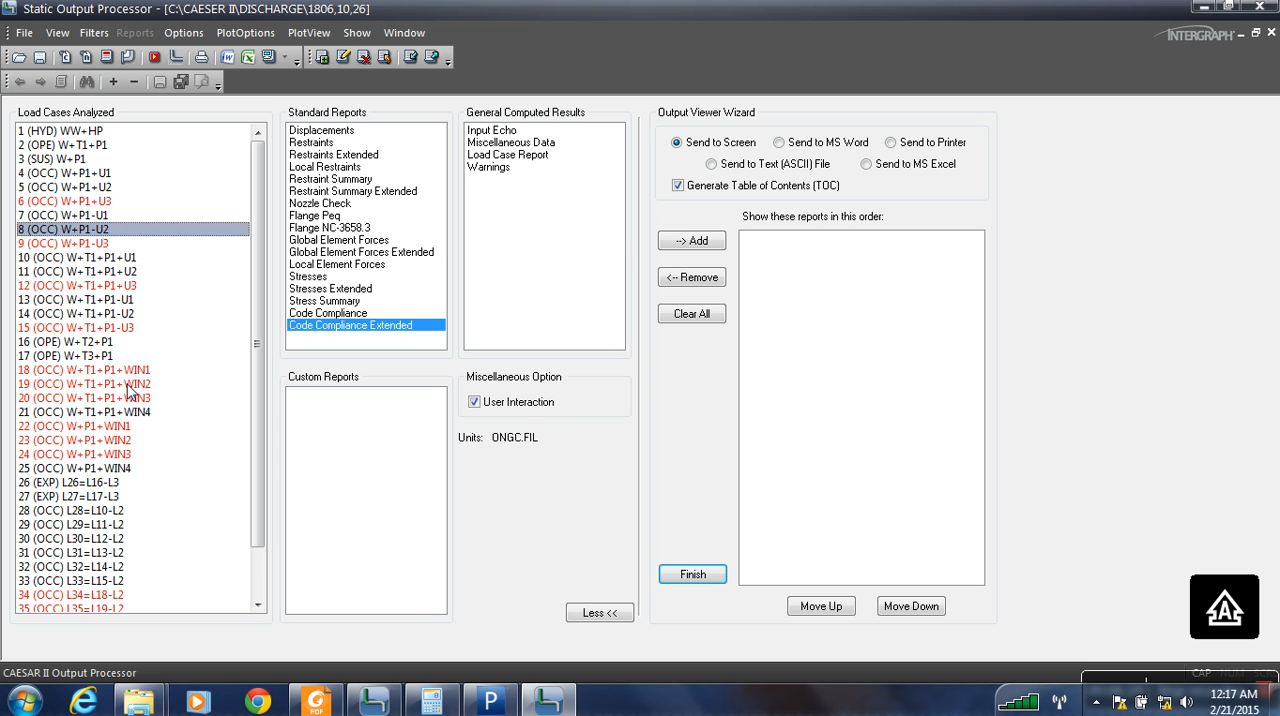 Static Output Processor - [C:\CAESER II\DISCHARGE\1806,10,26]
File View Filters Reports Options PlotOptions PlotView Show Window
INTERGRAPH
Load Cases Analyzed
1 (HYD) WW+HP
2 (OPE) W+T1+P1
3 (SUS) W+P1
4 (OCC) W+P1+U1
5 (OCC) W+P1+U2
6 (OCC) W+P1+U3
7 (OCC) W+P1-U1
8 (OCC) W+P1-U2
9 (OCC) W+P1-U3
10 (OCC) W+T1+P1+U1
11 (OCC) W+T1+P1+U2
12 (OCC) W+T1+P1+U3
13 (OCC) W+T1+P1-U1
14 (OCC) W+T1+P1-U2
15 (OCC) W+T1+P1-U3
16 (OPE) W+T2+P1
17 (OPE) W+T3+P1
18 (OCC) W+T1+P1+WIN1
19 (OCC) W+T1+P1+WIN2
20 (OCC) W+T1+P1+WIN3
21 (OCC) W+T1+P1+WIN4
22 (OCC) W+P1+WIN1
23 (OCC) W+P1+WIN2
24 (OCC) W+P1+WIN3
25 (OCC) W+P1+WIN4
26 (EXP) L26=L16-L3
27 (EXP) L27=L17-L3
28 (OCC) L28=L10-L2
29 (OCC) L29=L11-L2
30 (OCC) L30=L12-L2
31 (OCC) L31=L13-L2
32 (OCC) L32=L14-L2
33 (OCC) L33=L15-L2
34 (OCC) L34=L18-L2
35 (OCC) L35=L19-L2
Standard Reports
Displacements
Restraints
Restraints Extended
Local Restraints
Restraint Summary
Restraint Summary Extended
Nozzle Check
Flange Peq
Flange NC-3658.3
Global Element Forces
Global Element Forces Extended
Local Element Forces
Stresses
Stresses Extended
Stress Summary
Code Compliance
Code Compliance Extended
Custom Reports
General Computed Results
Input Echo
Miscellaneous Data
Load Case Report
Warnings
Miscellaneous Option
User Interaction
Units: ONGC.FIL
Less <<
Output Viewer Wizard
Send to Screen Send to MS Word Send to Printer
Send to Text (ASCII) File Send to MS Excel
Generate Table of Contents (TOC)
Show these reports in this order:
--> Add
<-- Remove
Clear All
Finish
Move Up Move Down
A
CAESAR II Output Processor
CAP NUM SCR
PDF
P
12:17 AM
2/21/2015